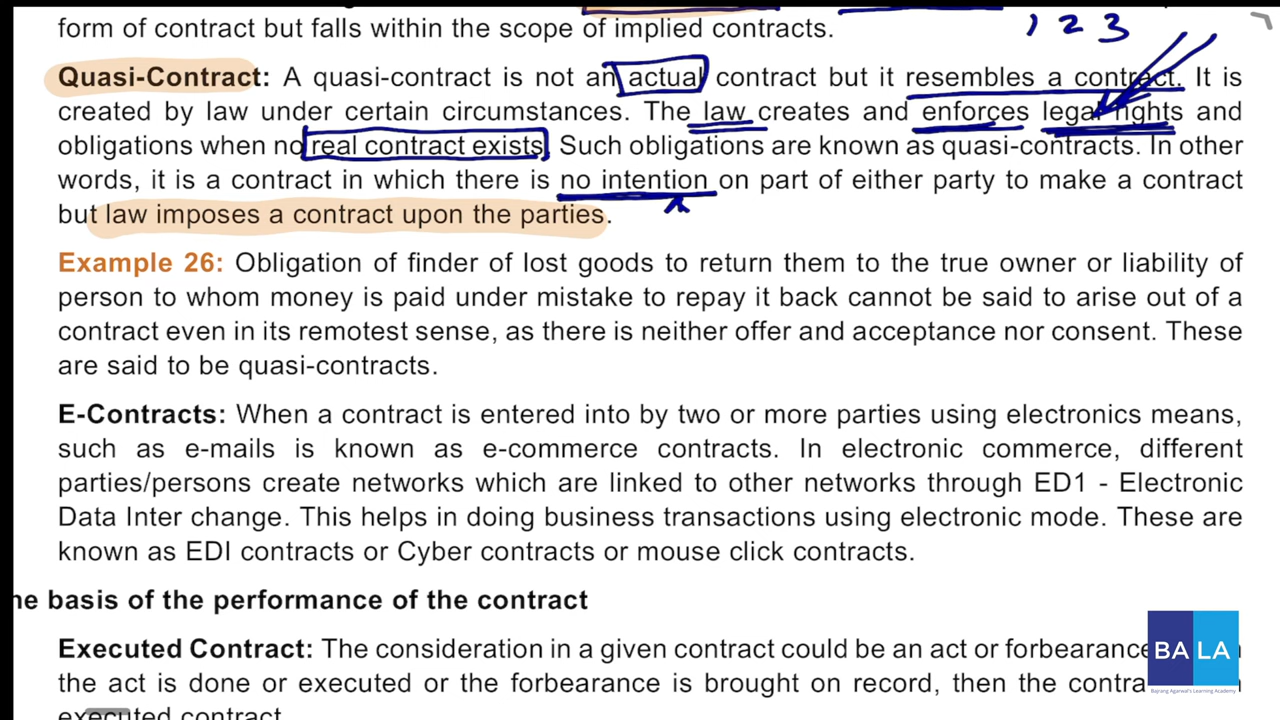 form of contract but falls within the scope of implied contracts.
1 2 3
Quasi-Contract: A quasi-contract is not an actual contract but it resembles a contract. It is
created by law under certain circumstances. The law creates and enforces legal rights and
obligations when no real contract exists. Such obligations are known as quasi-contracts. In other
words, it is a contract in which there is no intention on part of either party to make a contract
but law imposes a contract upon the parties.
Example 26: Obligation of finder of lost goods to return them to the true owner or liability of
person to whom money is paid under mistake to repay it back cannot be said to arise out of a
contract even in its remotest sense, as there is neither offer and acceptance nor consent. These
are said to be quasi-contracts.
E-Contracts: When a contract is entered into by two or more parties using electronics means,
such as e-mails is known as e-commerce contracts. In electronic commerce, different
parties/persons create networks which are linked to other networks through ED1 - Electronic
Data Inter change. This helps in doing business transactions using electronic mode. These are
known as EDI contracts or Cyber contracts or mouse click contracts.
he basis of the performance of the contract
Executed Contract: The consideration in a given contract could be an act or forbearance
the act is done or executed or the forbearance is brought on record, then the contra
executed contract.
BALA
Bajrang Agarwal's Learning Academy